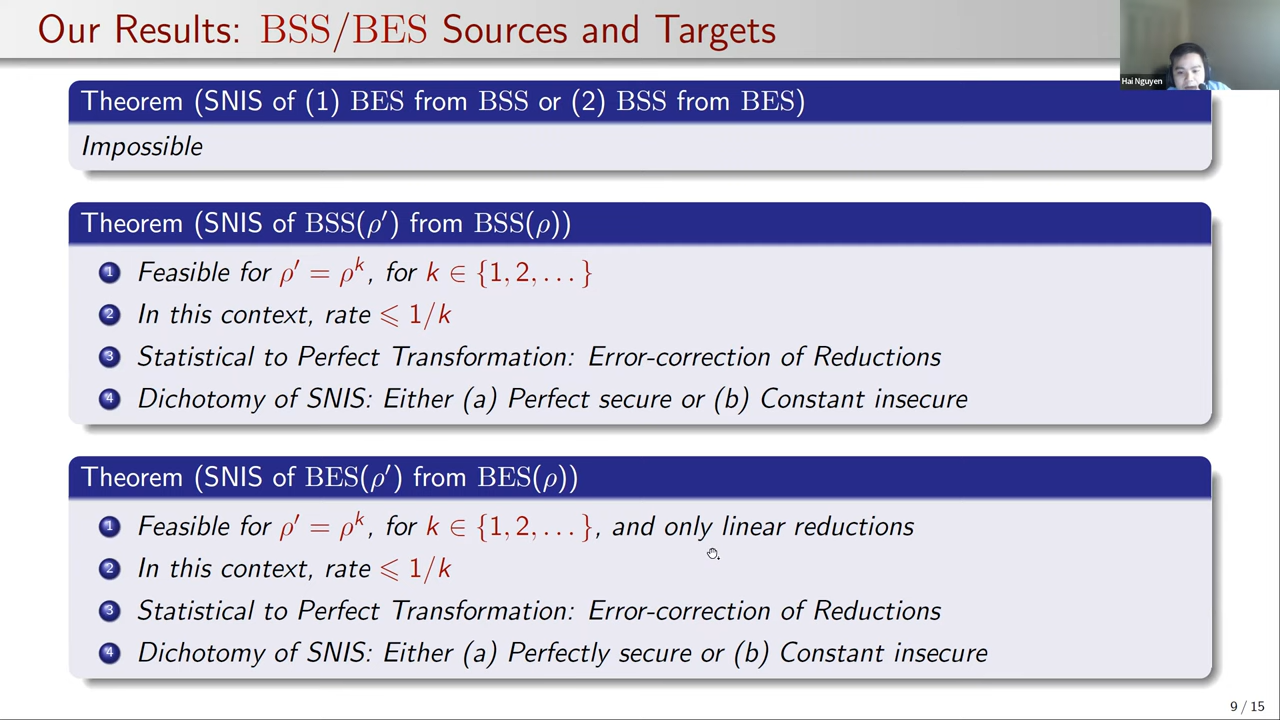 Our Results: BSS/BES Sources and Targets
Hai Nguyen
Theorem (SNIS of (1) BES from BSS or (2) BSS from BES)
Impossible
Theorem (SNIS of BSS(ρ′) from BSS(ρ))
1 Feasible for ρ′ = ρᵏ, for k ∈ {1, 2, . . . }
2 In this context, rate ⩽ 1/k
3 Statistical to Perfect Transformation: Error-correction of Reductions
4 Dichotomy of SNIS: Either (a) Perfect secure or (b) Constant insecure
Theorem (SNIS of BES(ρ′) from BES(ρ))
1 Feasible for ρ′ = ρᵏ, for k ∈ {1, 2, . . . }, and only linear reductions
2 In this context, rate ⩽ 1/k
3 Statistical to Perfect Transformation: Error-correction of Reductions
4 Dichotomy of SNIS: Either (a) Perfectly secure or (b) Constant insecure
9 / 15